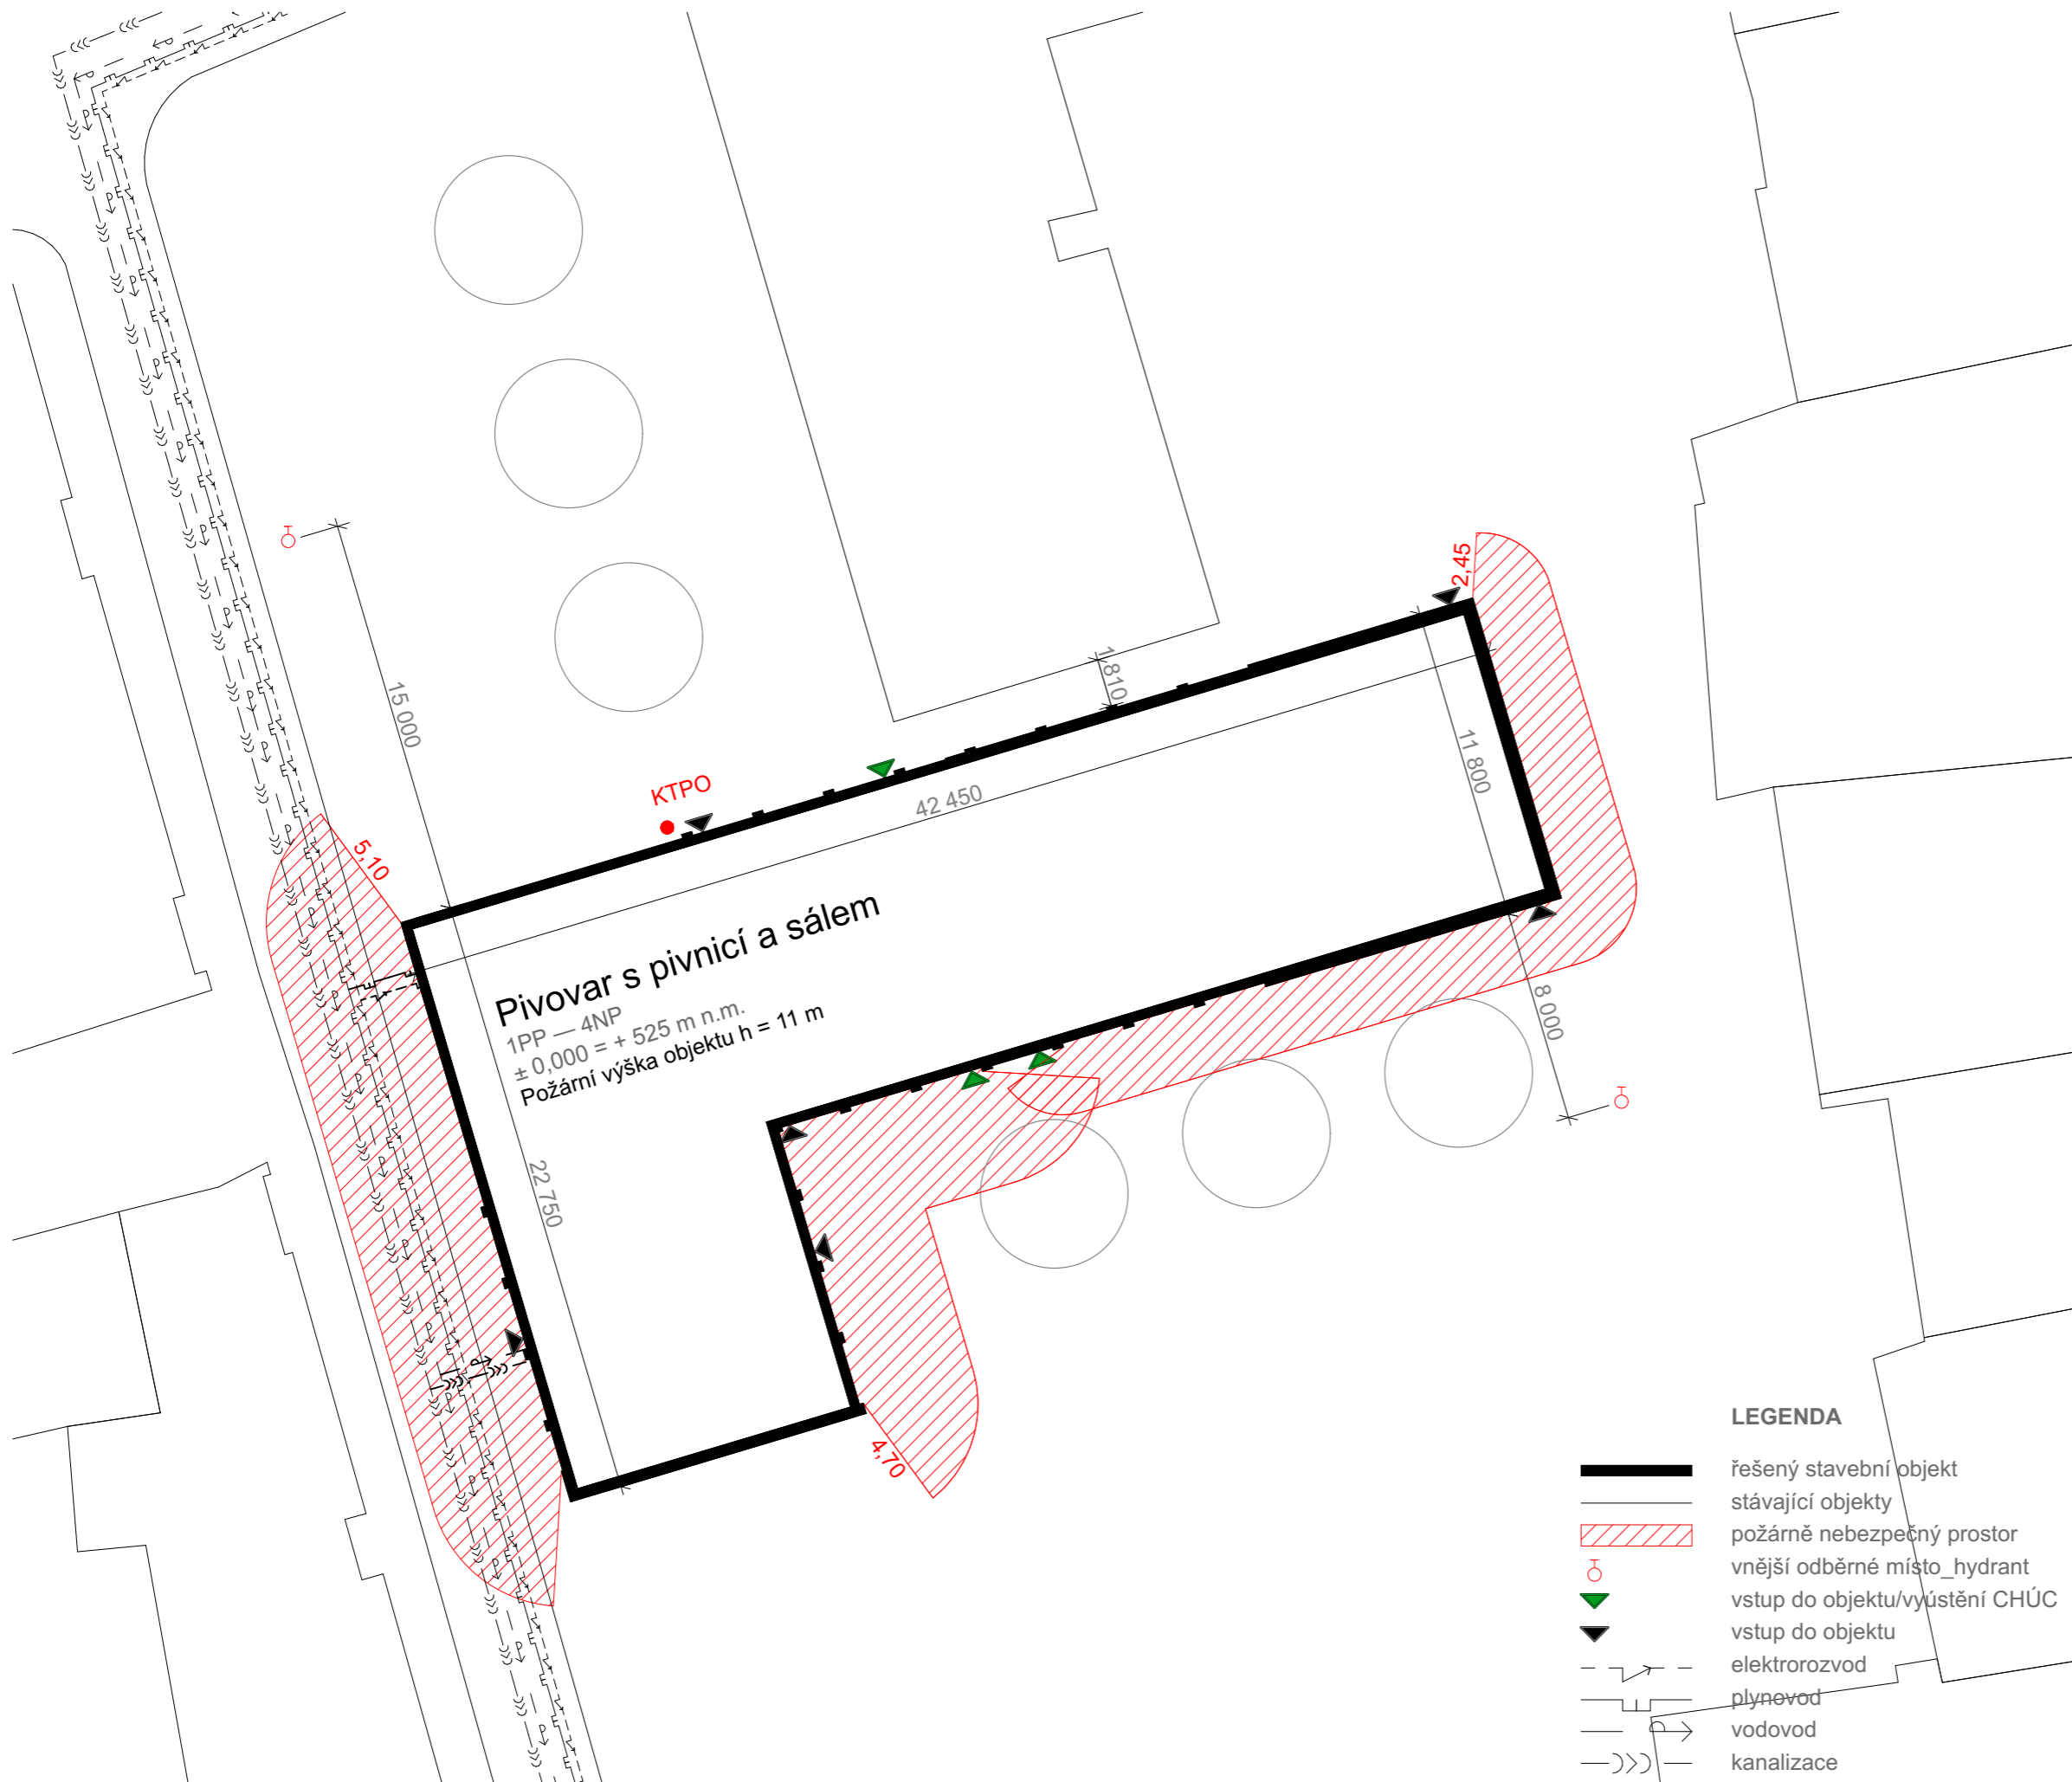 2,45
1 810
15 000
11 800
KTPO
42 450
5,10
Pivovar s pivnicí a sálem
1PP — 4NP
± 0,000 = + 525 m n.m.
Požární výška objektu h = 11 m
8 000
22 750
4,70
LEGENDA
řešený stavební objekt
stávající objekty
požárně nebezpečný prostor
vnější odběrné místo_hydrant
vstup do objektu/vyústění CHÚC
vstup do objektu
elektrorozvod
plynovod
vodovod
kanalizace